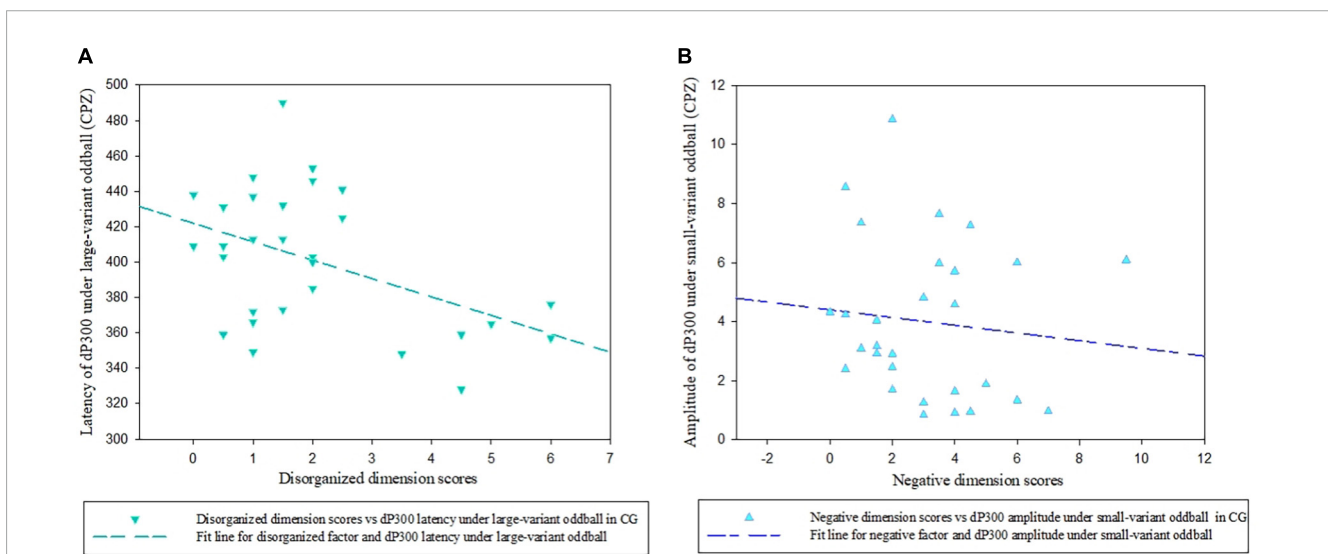 A
Latency of dP300 under large-variant oddball (CPZ)
500
480
460
440
420
400
380
360
340
320
300
0 1 2 3 4 5 6 7
Disorganized dimension scores
Disorganized dimension scores vs dP300 latency under large-variant oddball in CG
Fit line for disorganized factor and dP300 latency under large-variant oddball
B
Amplitude of dP300 under small-variant oddball (CPZ)
12
10
8
6
4
2
0
-2 0 2 4 6 8 10 12
Negative dimension scores
Negative dimension scores vs dP300 amplitude under small-variant oddball in CG
Fit line for negative factor and dP300 amplitude under small-variant oddball